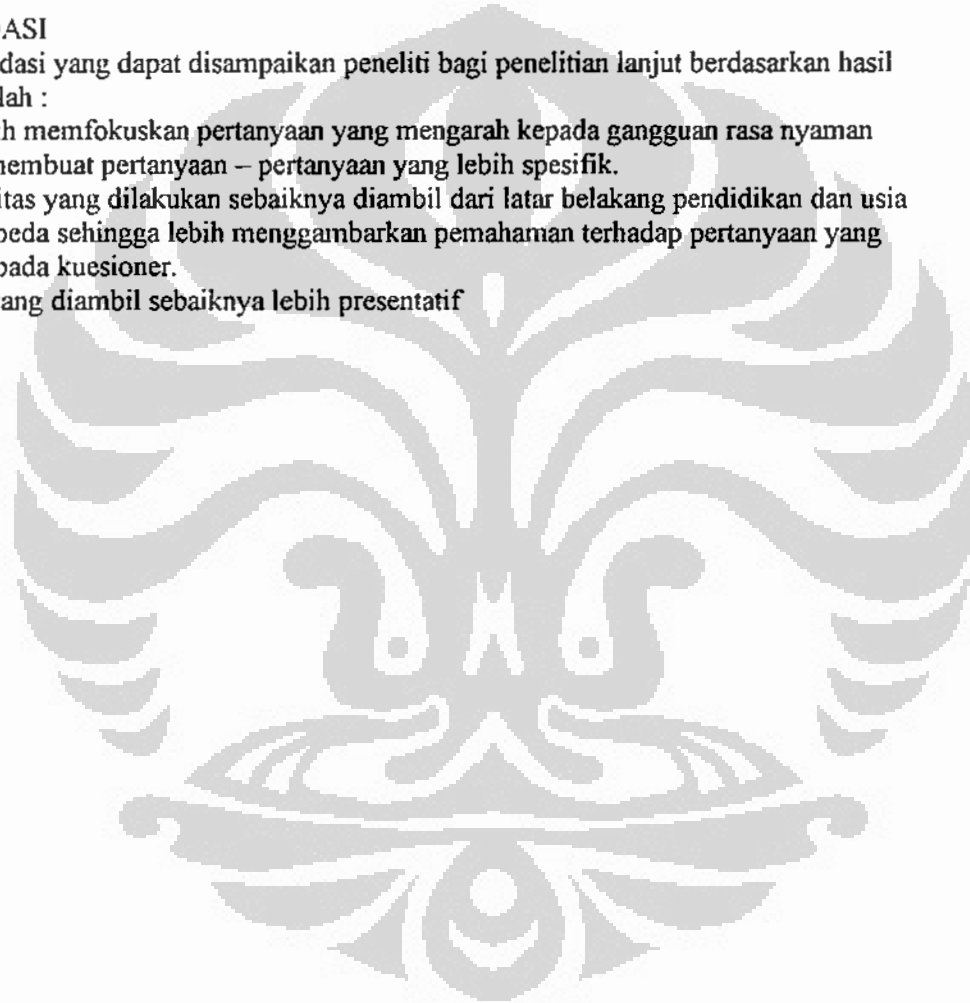 ASI
dasi yang dapat disampaikan peneliti bagi penelitian lanjut berdasarkan hasil
lah :
h memfokuskan pertanyaan yang mengarah kepada gangguan rasa nyaman
membuat pertanyaan – pertanyaan yang lebih spesifik.
itas yang dilakukan sebaiknya diambil dari latar belakang pendidikan dan usia
beda sehingga lebih menggambarkan pemahaman terhadap pertanyaan yang
pada kuesioner.
ang diambil sebaiknya lebih presentatif